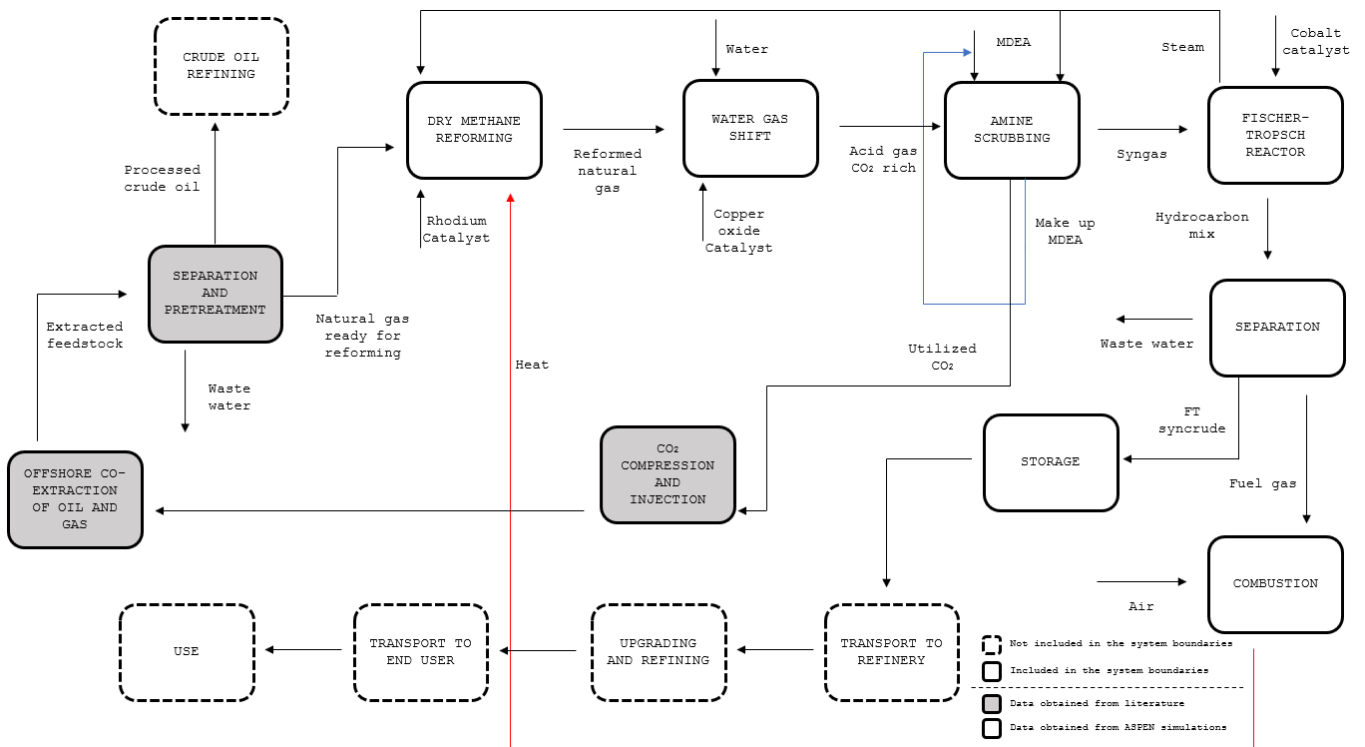 CRUDE OIL
REFINING
Water
MDEA
Steam
Cobalt
catalyst
DRY METHANE
REFORMING
WATER GAS
SHIFT
AMINE
SCRUBBING
FISCHER-
TROPSCH
REACTOR
Reformed
natural
gas
Acid gas
CO₂ rich
Syngas
Processed
crude oil
Rhodium
Catalyst
Copper
oxide
Catalyst
Make up
MDEA
Hydrocarbon
mix
SEPARATION
AND
PRETREATMENT
Extracted
feedstock
Natural gas
ready for
reforming
Waste
water
Heat
Utilized
CO₂
SEPARATION
Waste water
FT
syncrude
Fuel gas
OFFSHORE CO-
EXTRACTION
OF OIL AND
GAS
CO₂
COMPRESSION
AND
INJECTION
STORAGE
COMBUSTION
Air
USE
TRANSPORT TO
END USER
UPGRADING
AND REFINING
TRANSPORT TO
REFINERY
Not included in the system boundaries
Included in the system boundaries
Data obtained from literature
Data obtained from ASPEN simulations